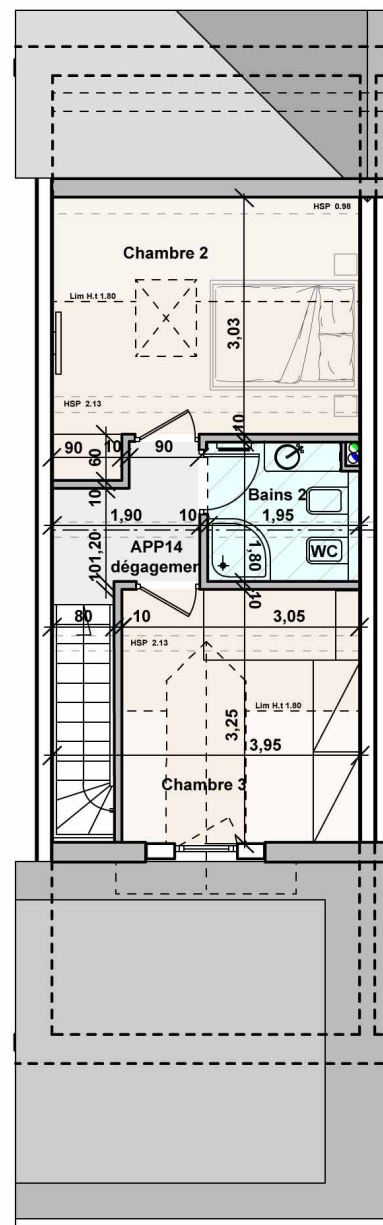 HSP 0.98
Chambre 2
Lim H.t 1.80
3,03
HSP 2.13
90
10
60
90
10
Bains 2
10
1,90
10
1,95
APP14
dégagemen
1,20
10
1,80
WC
10
80
10
3,05
HSP 2.13
Lim H.t 1.80
3,25
3,95
Chambre 3